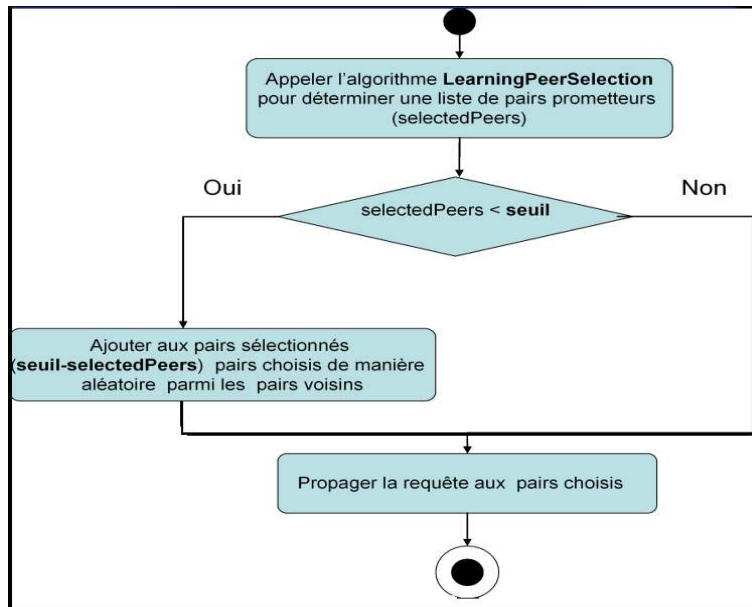 Appeler l'algorithme LearningPeerSelection
pour déterminer une liste de pairs prometteurs
(selectedPeers)
Oui
Non
selectedPeers < seuil
Ajouter aux pairs sélectionnés
(seuil-selectedPeers) pairs choisis de manière
aléatoire parmi les pairs voisins
Propager la requête aux pairs choisis